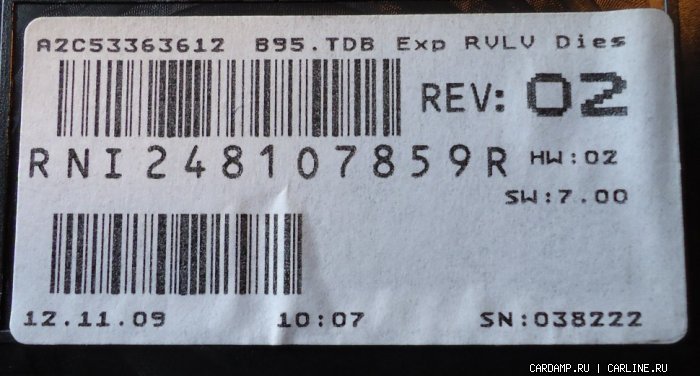 A2C53363612 B95.TDB Exp RVLV Dies
REV: 02
RNI248107859R HW:02
SW:7.00
12.11.09 10:07 SN:038222
CARDAMP.RU | CARLINE.RU